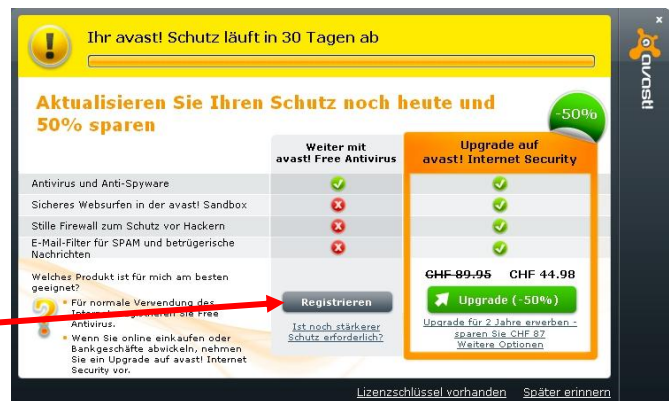 Ihr avast! Schutz läuft in 30 Tagen ab
avast!
Aktualisieren Sie Ihren Schutz noch heute und
50% sparen
-50%
Weiter mit
avast! Free Antivirus
Upgrade auf
avast! Internet Security
Antivirus und Anti-Spyware
Sicheres Websurfen in der avast! Sandbox
Stille Firewall zum Schutz vor Hackern
E-Mail-Filter für SPAM und betrügerische
Nachrichten
Welches Produkt ist für mich am besten
geeignet?
Für normale Verwendung des
Sie Free
Antivirus.
Wenn Sie online einkaufen oder
Bankgeschäfte abwickeln, nehmen
Sie ein Upgrade auf avast! Internet
Security vor.
Registrieren
Ist noch stärkerer
Schutz erforderlich?
CHF 89.95 CHF 44.98
Upgrade (-50%)
Upgrade für 2 Jahre erwerben -
sparen Sie CHF 87
Weitere Optionen
Lizenzschlüssel vorhanden Später erinnern